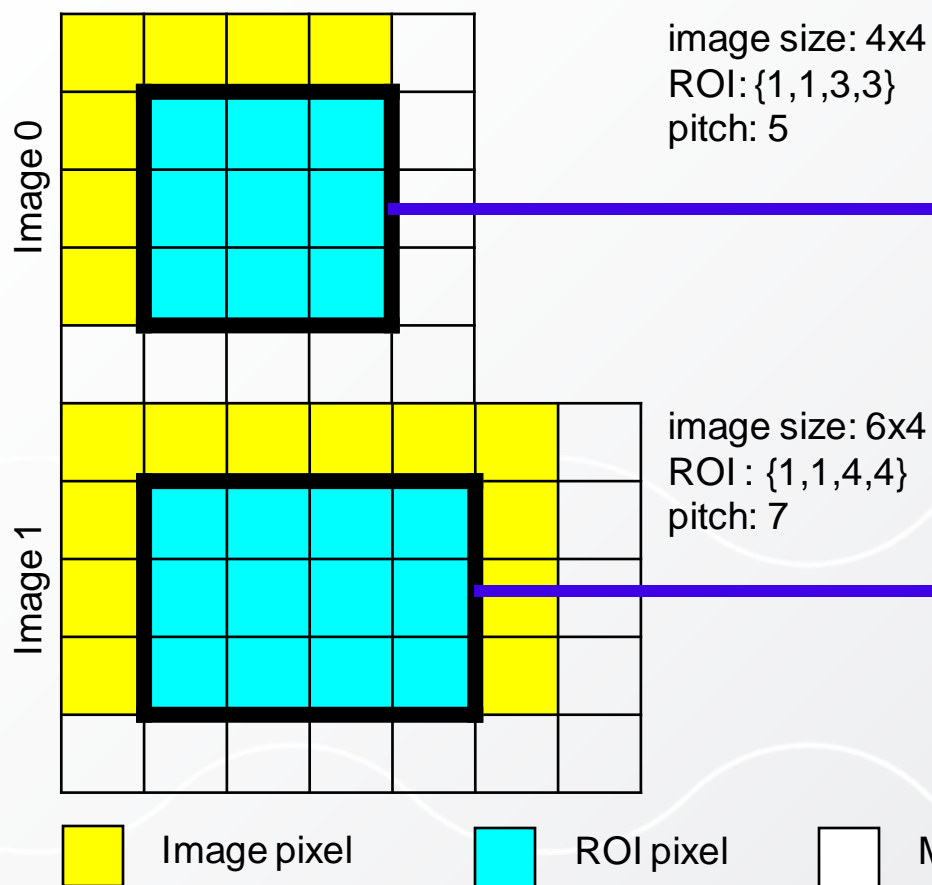 Image 0
image size: 4x4
ROI: {1,1,3,3}
pitch: 5
Image 1
image size: 6x4
ROI : {1,1,4,4}
pitch: 7
Image pixel
ROI pixel